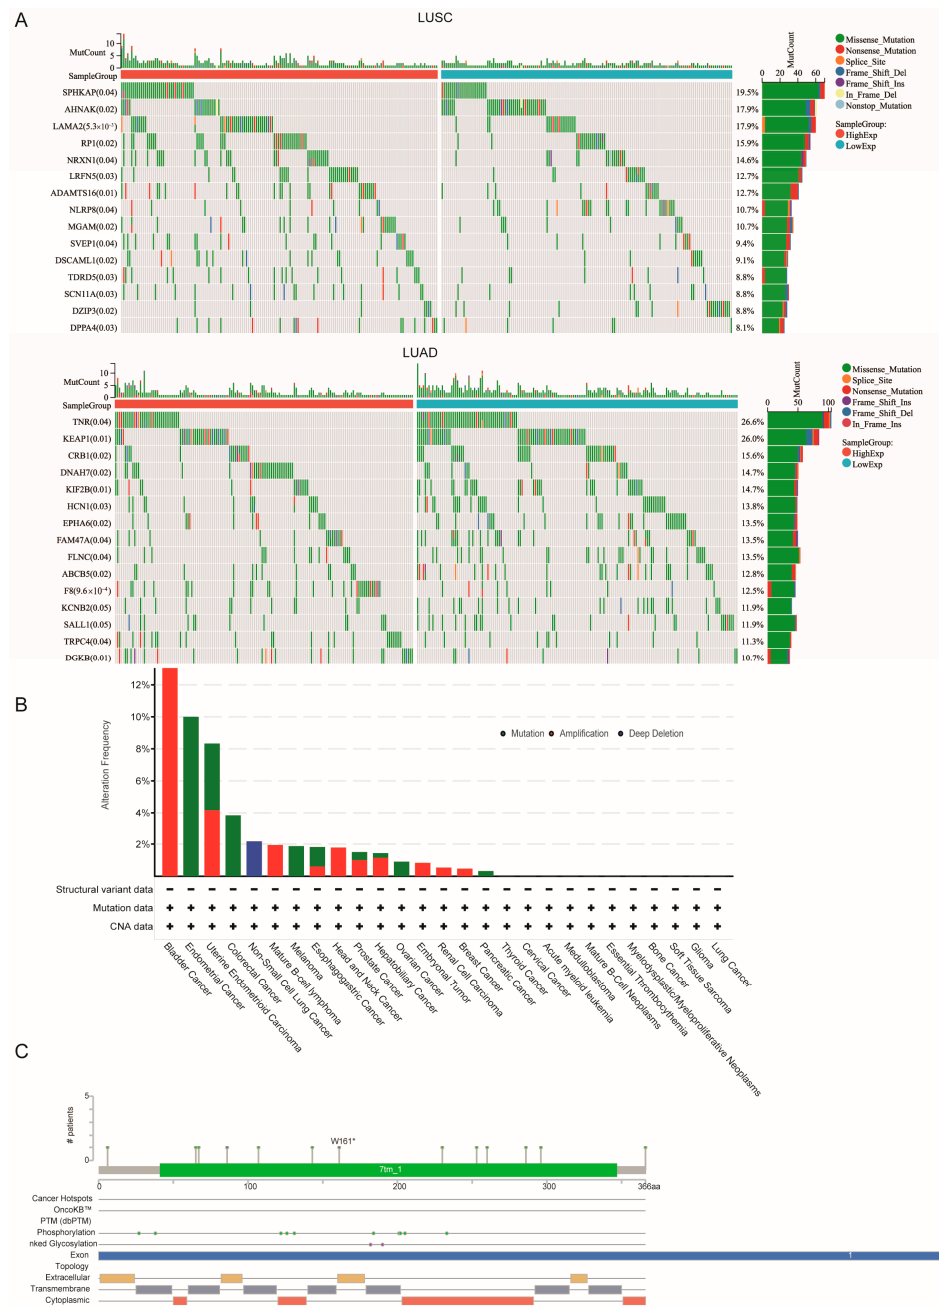 A
LUSC
MutCount
15
10
5
0
SampleGroup
SPHKAP(0.04)
AHNAK(0.02)
LAMA2(5.3×10⁻³)
RP1(0.02)
NRXN1(0.04)
LRFN5(0.03)
ADAMTS16(0.01)
NLRP8(0.04)
MGAM(0.02)
SVEP1(0.04)
DSCAML1(0.02)
TDRD5(0.03)
SCN11A(0.03)
DZIP3(0.02)
DPPA4(0.03)
19.5%
17.9%
17.9%
15.9%
14.6%
12.7%
12.7%
10.7%
10.7%
9.4%
9.1%
8.8%
8.8%
8.8%
8.1%
MutCount
0 20 40 60
Missense_Mutation
Nonsense_Mutation
Splice_Site
Frame_Shift_Del
Frame_Shift_Ins
In_Frame_Del
Nonstop_Mutation
SampleGroup:
HighExp
LowExp
LUAD
MutCount
10
5
0
SampleGroup
TNR(0.04)
KEAP1(0.01)
CRB1(0.02)
DNAH7(0.02)
KIF2B(0.01)
HCN1(0.03)
EPHA6(0.02)
FAM47A(0.04)
FLNC(0.04)
ABCB5(0.02)
F8(9.6×10⁻⁴)
KCNB2(0.05)
SALL1(0.05)
TRPC4(0.04)
DGKB(0.01)
26.6%
26.0%
15.6%
14.7%
14.7%
13.8%
13.5%
13.5%
13.5%
12.8%
12.5%
11.9%
11.9%
11.3%
10.7%
MutCount
0 50 100
Missense_Mutation
Splice_Site
Nonsense_Mutation
Frame_Shift_Ins
Frame_Shift_Del
In_Frame_Ins
SampleGroup:
HighExp
LowExp
B
Alteration Frequency
12%
10%
8%
6%
4%
2%
Mutation Amplification Deep Deletion
Structural variant data
Mutation data
CNA data
Bladder Cancer
Endometrial Cancer
Uterine Endometrioid Carcinoma
Colorectal Cancer
Non-Small Cell Lung Cancer
Mature B-cell lymphoma
Melanoma
Esophagogastric Cancer
Head and Neck Cancer
Prostate Cancer
Hepatobiliary Cancer
Ovarian Cancer
Embryonal Tumor
Renal Cell Carcinoma
Breast Cancer
Pancreatic Cancer
Thyroid Cancer
Cervical Cancer
Acute myeloid leukemia
Medulloblastoma
Mature B-Cell Neoplasms
Essential Thrombocythemia
Myelodysplastic/Myeloproliferative Neoplasms
Bone Cancer
Soft Tissue Sarcoma
Glioma
Lung Cancer
C
# patients
5
0
W161*
7tm_1
0 100 200 300 366aa
Cancer Hotspots
OncoKB™
PTM (dbPTM)
Phosphorylation
nked Glycosylation
Exon
1
Topology
Extracellular
Transmembrane
Cytoplasmic